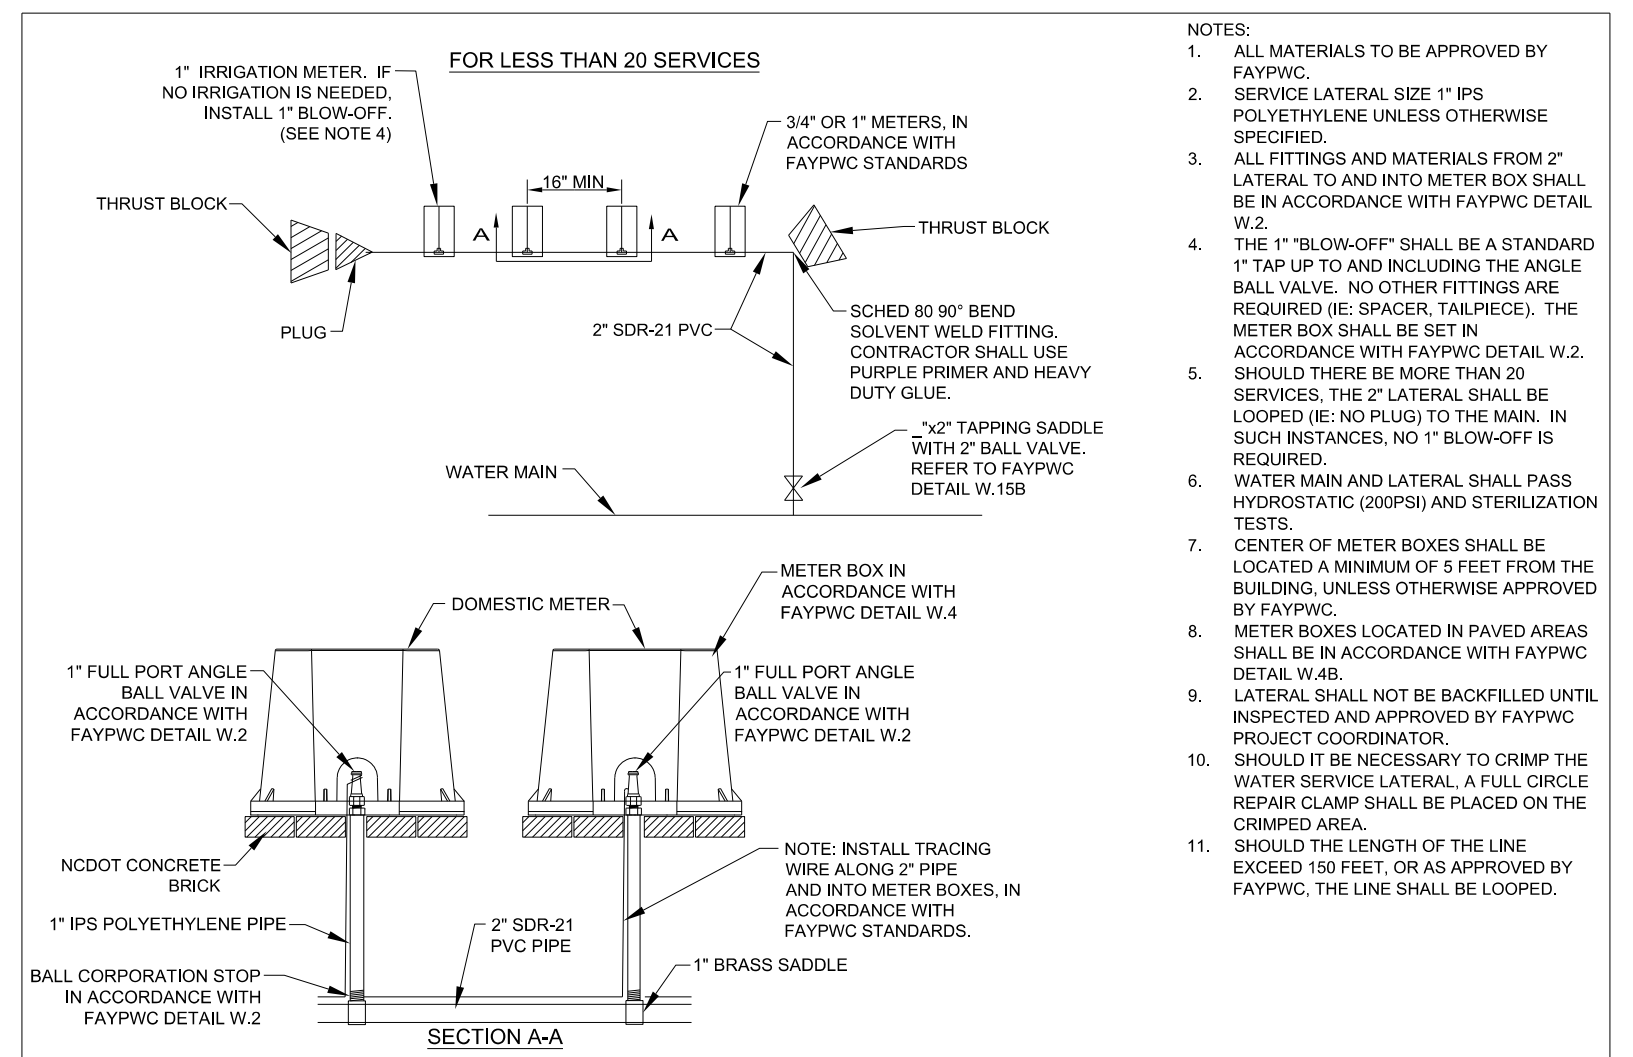 FOR LESS THAN 20 SERVICES
1" IRRIGATION METER. IF
NO IRRIGATION IS NEEDED,
INSTALL 1" BLOW-OFF.
(SEE NOTE 4)
3/4" OR 1" METERS, IN
ACCORDANCE WITH
FAYPWC STANDARDS
16" MIN
THRUST BLOCK
A
A
THRUST BLOCK
PLUG
2" SDR-21 PVC
SCHED 80 90° BEND
SOLVENT WELD FITTING.
CONTRACTOR SHALL USE
PURPLE PRIMER AND HEAVY
DUTY GLUE.
_"x2" TAPPING SADDLE
WITH 2" BALL VALVE.
REFER TO FAYPWC
DETAIL W.15B
WATER MAIN
METER BOX IN
ACCORDANCE WITH
FAYPWC DETAIL W.4
DOMESTIC METER
1" FULL PORT ANGLE
BALL VALVE IN
ACCORDANCE WITH
FAYPWC DETAIL W.2
1" FULL PORT ANGLE
BALL VALVE IN
ACCORDANCE WITH
FAYPWC DETAIL W.2
NCDOT CONCRETE
BRICK
NOTE: INSTALL TRACING
WIRE ALONG 2" PIPE
AND INTO METER BOXES, IN
ACCORDANCE WITH
FAYPWC STANDARDS.
1" IPS POLYETHYLENE PIPE
2" SDR-21
PVC PIPE
1" BRASS SADDLE
BALL CORPORATION STOP
IN ACCORDANCE WITH
FAYPWC DETAIL W.2
SECTION A-A
NOTES:
1. ALL MATERIALS TO BE APPROVED BY
FAYPWC.
2. SERVICE LATERAL SIZE 1" IPS
POLYETHYLENE UNLESS OTHERWISE
SPECIFIED.
3. ALL FITTINGS AND MATERIALS FROM 2"
LATERAL TO AND INTO METER BOX SHALL
BE IN ACCORDANCE WITH FAYPWC DETAIL
W.2.
4. THE 1" "BLOW-OFF" SHALL BE A STANDARD
1" TAP UP TO AND INCLUDING THE ANGLE
BALL VALVE. NO OTHER FITTINGS ARE
REQUIRED (IE: SPACER, TAILPIECE). THE
METER BOX SHALL BE SET IN
ACCORDANCE WITH FAYPWC DETAIL W.2.
5. SHOULD THERE BE MORE THAN 20
SERVICES, THE 2" LATERAL SHALL BE
LOOPED (IE: NO PLUG) TO THE MAIN. IN
SUCH INSTANCES, NO 1" BLOW-OFF IS
REQUIRED.
6. WATER MAIN AND LATERAL SHALL PASS
HYDROSTATIC (200PSI) AND STERILIZATION
TESTS.
7. CENTER OF METER BOXES SHALL BE
LOCATED A MINIMUM OF 5 FEET FROM THE
BUILDING, UNLESS OTHERWISE APPROVED
BY FAYPWC.
8. METER BOXES LOCATED IN PAVED AREAS
SHALL BE IN ACCORDANCE WITH FAYPWC
DETAIL W.4B.
9. LATERAL SHALL NOT BE BACKFILLED UNTIL
INSPECTED AND APPROVED BY FAYPWC
PROJECT COORDINATOR.
10. SHOULD IT BE NECESSARY TO CRIMP THE
WATER SERVICE LATERAL, A FULL CIRCLE
REPAIR CLAMP SHALL BE PLACED ON THE
CRIMPED AREA.
11. SHOULD THE LENGTH OF THE LINE
EXCEED 150 FEET, OR AS APPROVED BY
FAYPWC, THE LINE SHALL BE LOOPED.